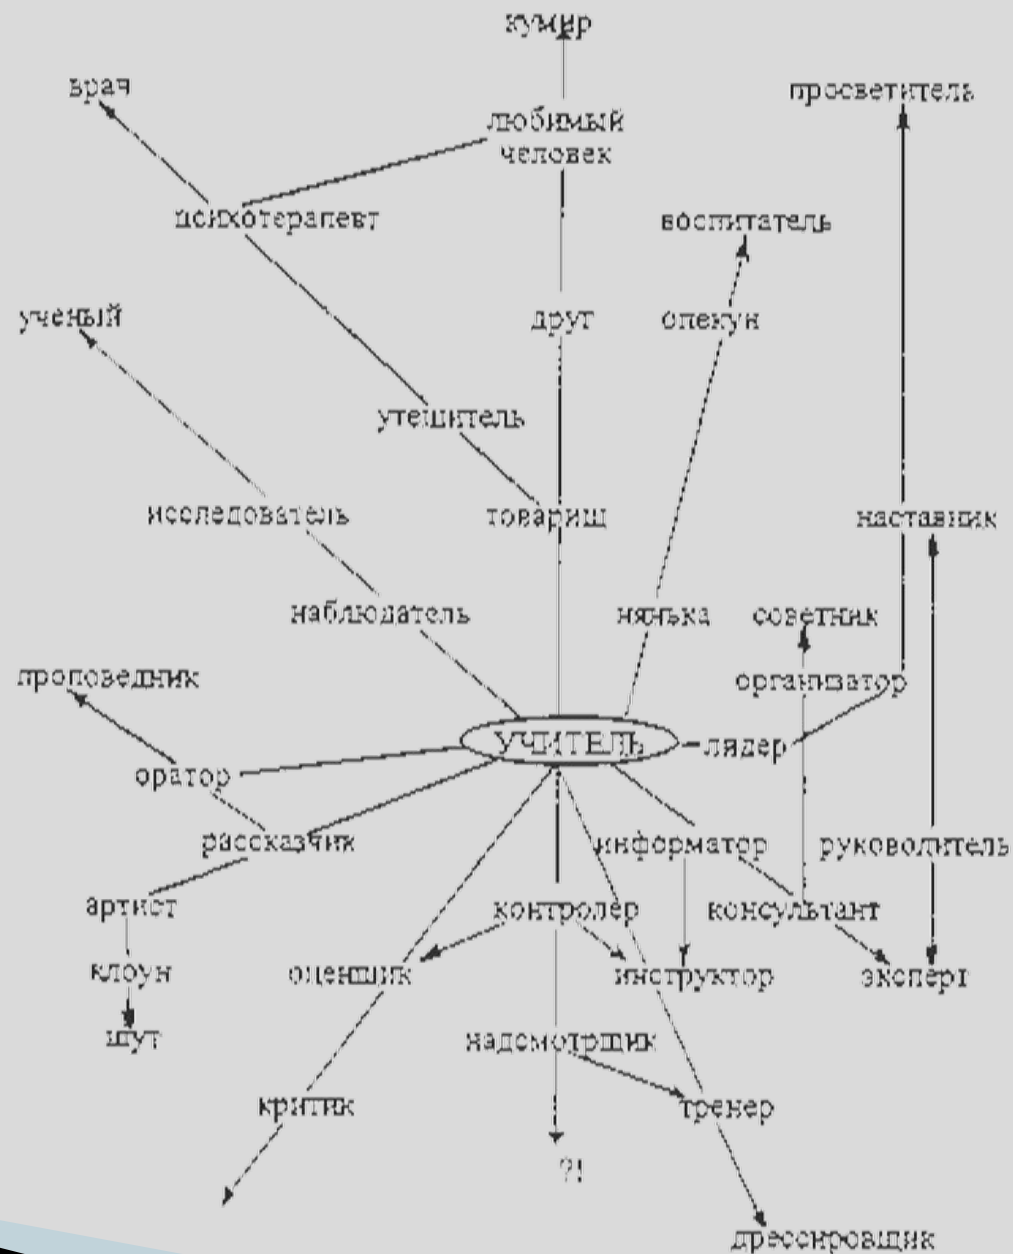 кумир
врач
просветитель
любимый
человек
психотерапевт
воспитатель
ученый
друг
опекун
утешитель
исследователь
товарищ
наставник
наблюдатель
нянька
советник
проповедник
организатор
УЧИТЕЛЬ
лидер
оратор
рассказчик
информатор
руководитель
артист
контролер
консультант
клоун
оценщик
инструктор
эксперт
шут
надсмотрщик
критик
тренер
?!
дрессировщик